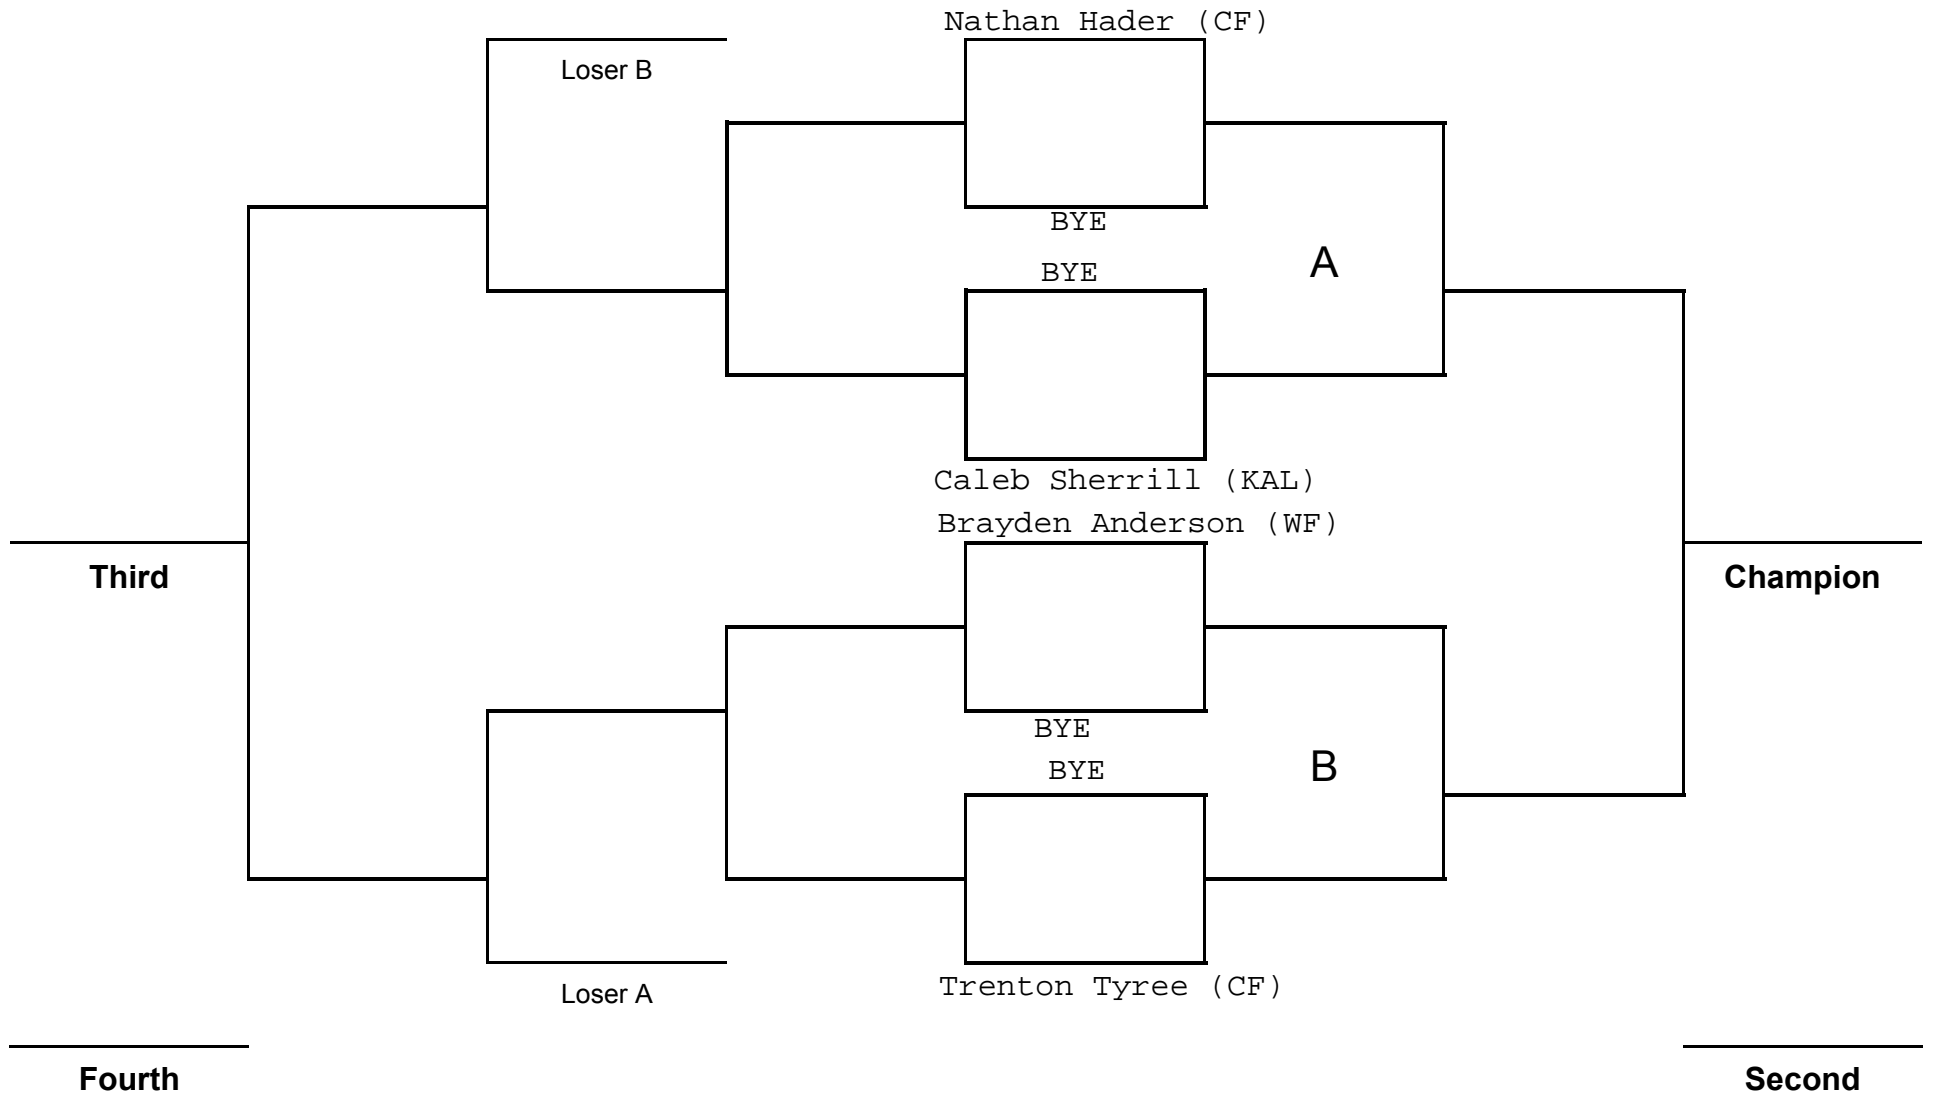 Nathan Hader (CF)
Loser B
BYE
BYE
A
Caleb Sherrill (KAL)
Brayden Anderson (WF)
Third
Champion
BYE
BYE
B
Trenton Tyree (CF)
Loser A
Fourth
Second